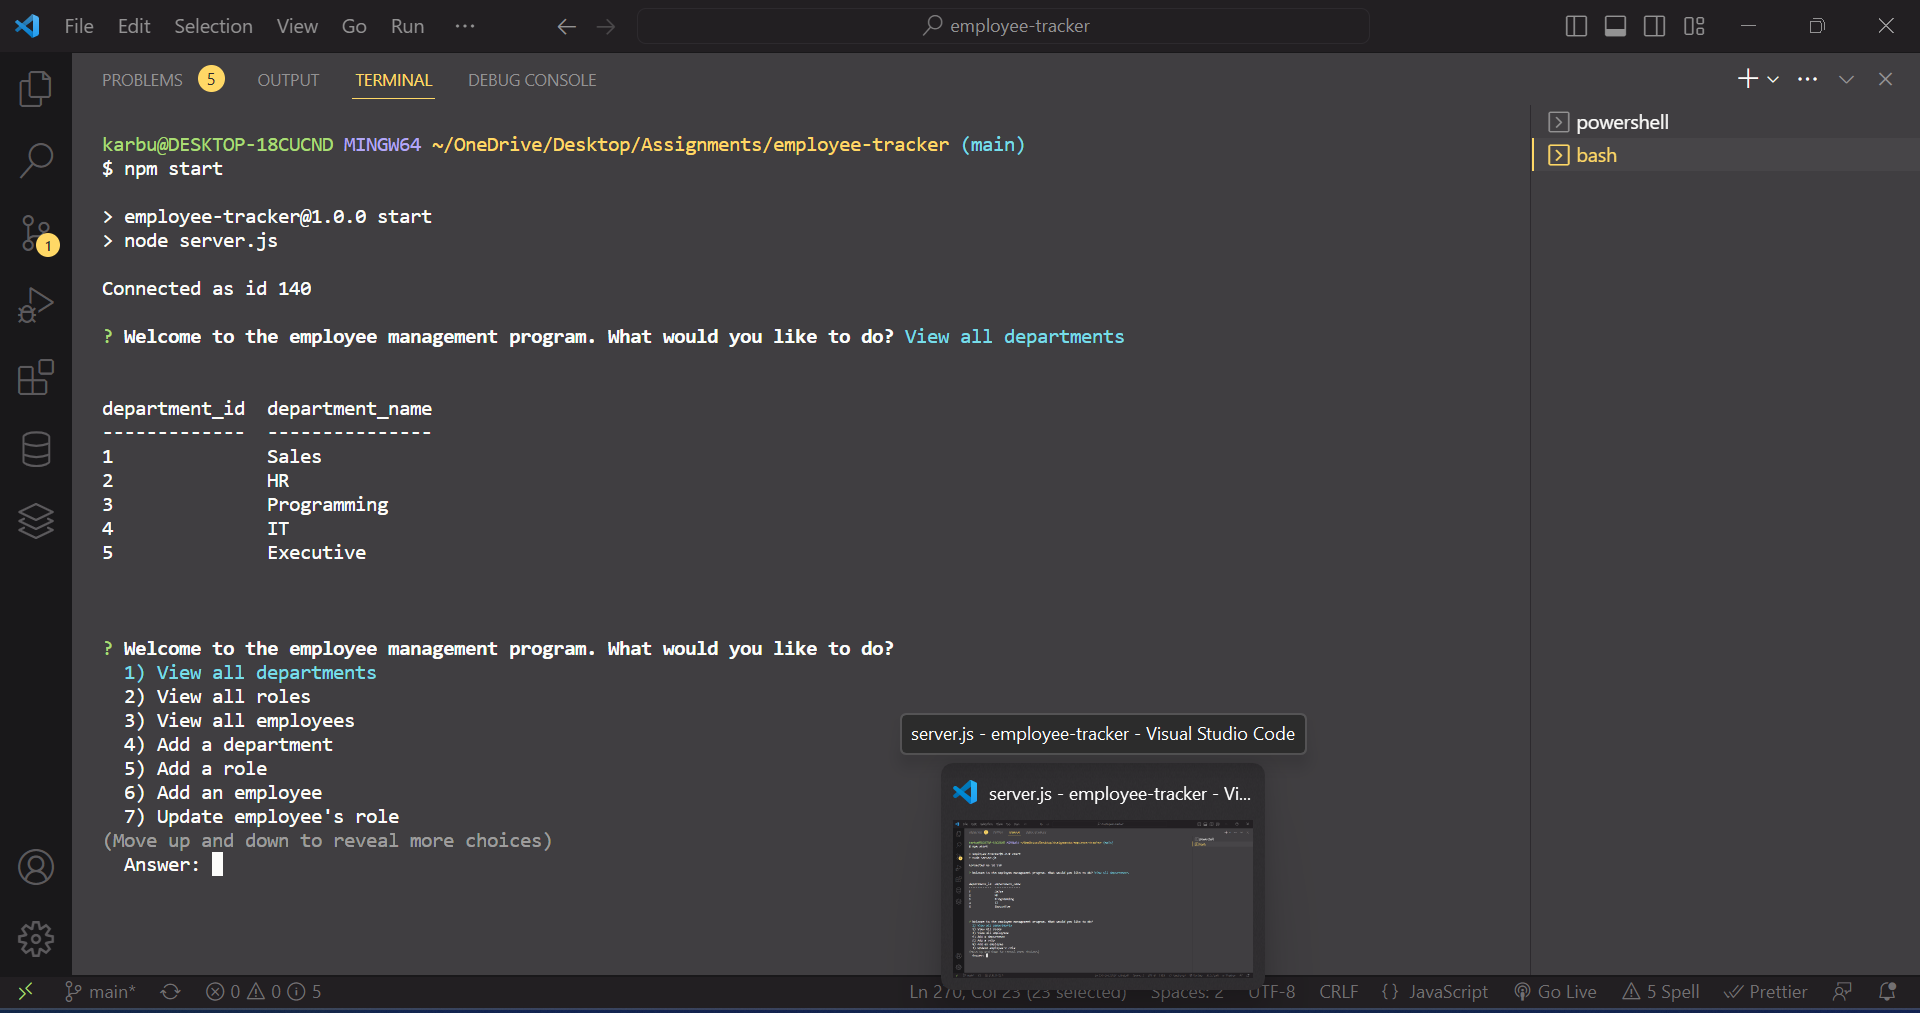 File Edit Selection View Go Run ···
employee-tracker
PROBLEMS 5 OUTPUT TERMINAL DEBUG CONSOLE
powershell
bash
karbu@DESKTOP-18CUCND MINGW64 ~/OneDrive/Desktop/Assignments/employee-tracker (main)
$ npm start
> employee-tracker@1.0.0 start
> node server.js
Connected as id 140
? Welcome to the employee management program. What would you like to do? View all departments
department_id department_name
------------- ---------------
1 Sales
2 HR
3 Programming
4 IT
5 Executive
? Welcome to the employee management program. What would you like to do?
1) View all departments
2) View all roles
3) View all employees
4) Add a department
5) Add a role
6) Add an employee
7) Update employee's role
(Move up and down to reveal more choices)
Answer:
server.js - employee-tracker - Visual Studio Code
server.js - employee-tracker - Vi...
1
main* 0 0 5 Ln 270, Col 23 (23 selected) Spaces: 2 UTF-8 CRLF {} JavaScript Go Live 5 Spell Prettier